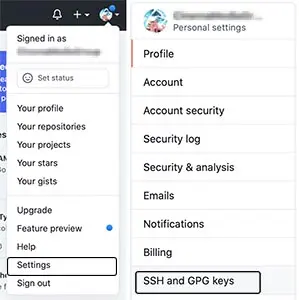 Signed in as
Set status
Your profile
Your repositories
Your projects
Your stars
Your gists
Upgrade
Feature preview
Help
Settings
Sign out
Personal settings
Profile
Account
Account security
Security log
Security & analysis
Emails
Notifications
Billing
SSH and GPG keys